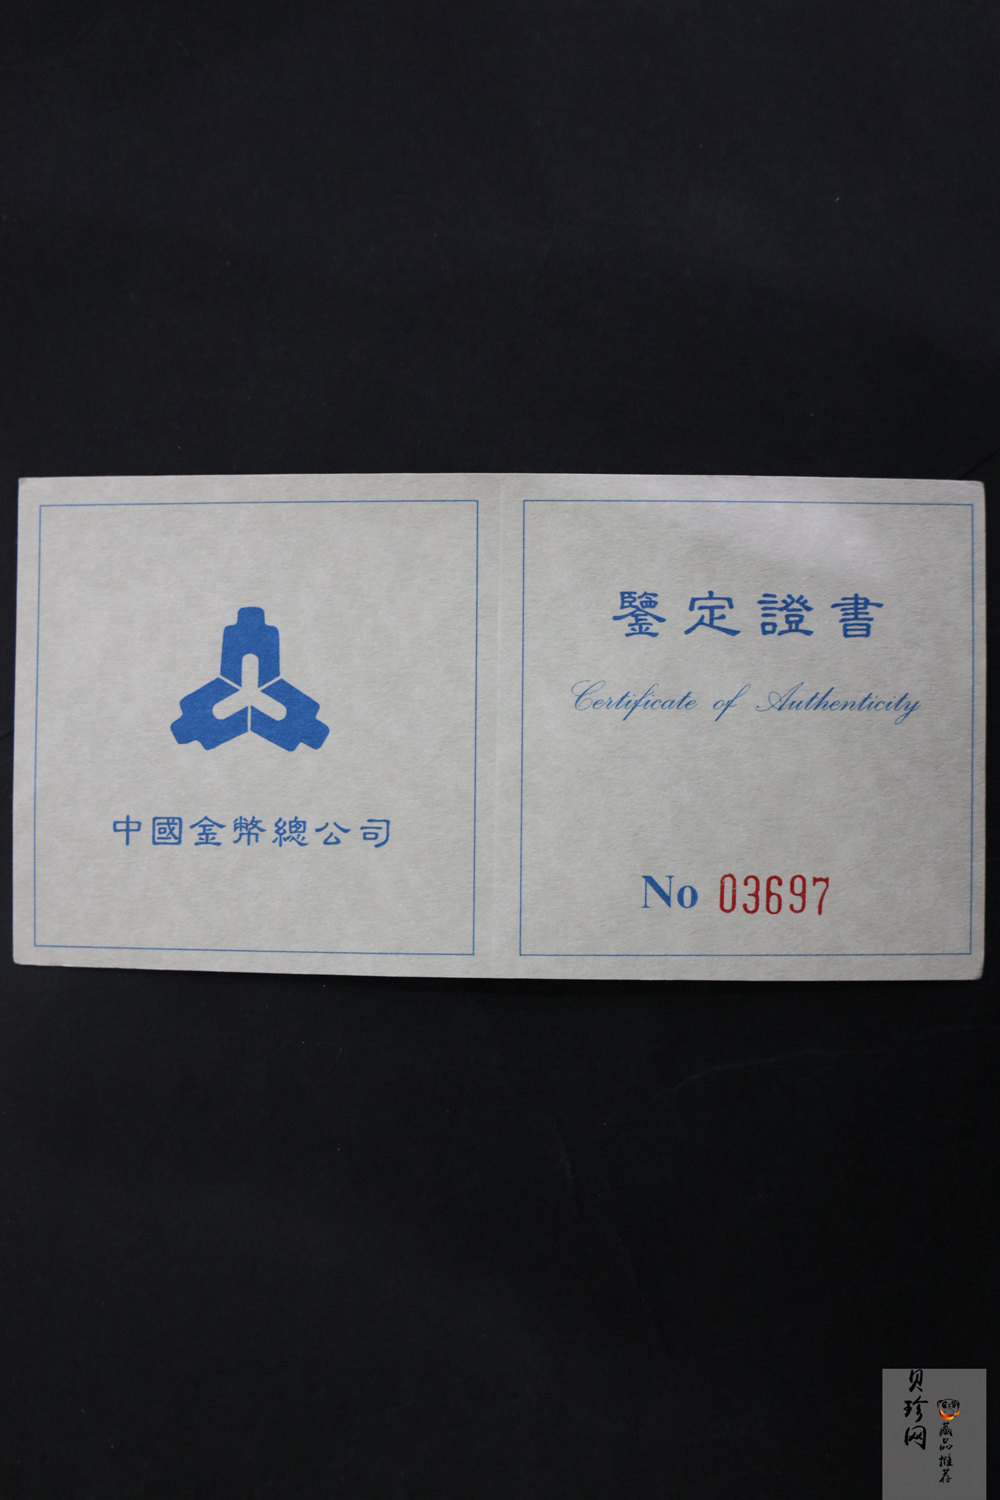 中國金幣總公司
鑒定證書
Certificate of Authenticity
No 03697
贝珍网
藏品推荐